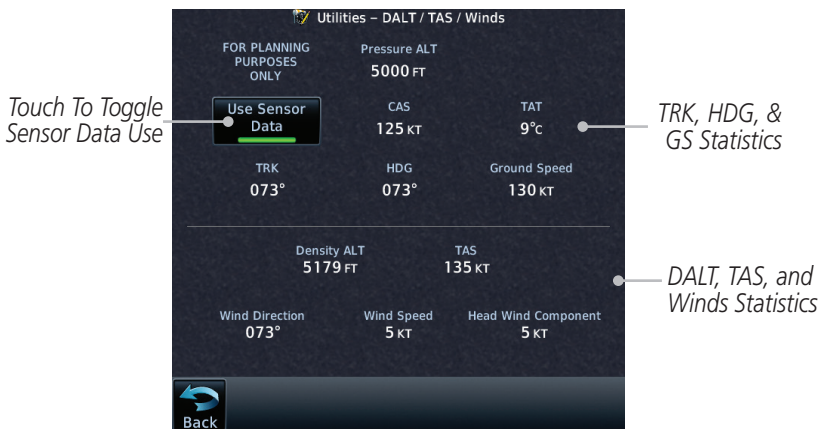 Utilities – DALT / TAS / Winds
FOR PLANNING
PURPOSES
ONLY
Pressure ALT
5000 FT
Touch To Toggle
Sensor Data Use
Use Sensor
Data
CAS
125 KT
TAT
9°C
TRK, HDG, &
GS Statistics
TRK
073°
HDG
073°
Ground Speed
130 KT
Density ALT
5179 FT
TAS
135 KT
DALT, TAS, and
Winds Statistics
Wind Direction
073°
Wind Speed
5 KT
Head Wind Component
5 KT
Back